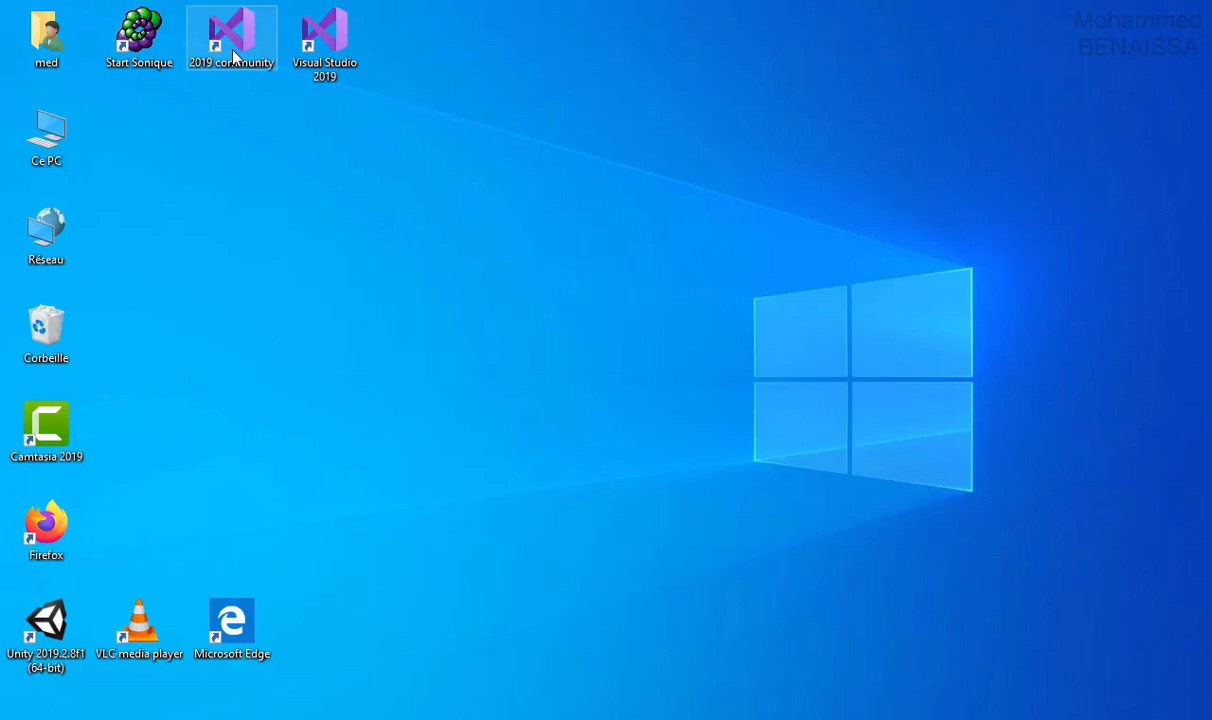 Mohammed
BENAISSA
med
Start Sonique
2019 community
Visual Studio
2019
Ce PC
Réseau
Corbeille
Camtasia 2019
Firefox
Unity 2019.2.8f1
(64-bit)
VLC media player
Microsoft Edge